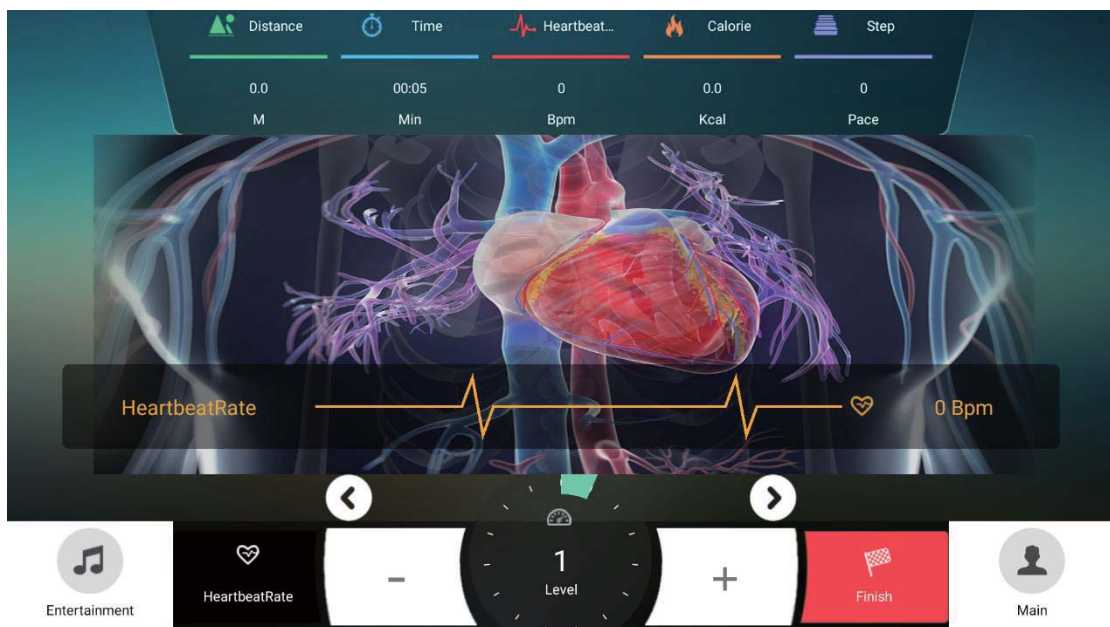 Distance
Time
Heartbeat...
Calorie
Step
0.0
00:05
0
0.0
0
M
Min
Bpm
Kcal
Pace
HeartbeatRate
0 Bpm
1
Level
-
+
HeartbeatRate
Finish
Entertainment
Main